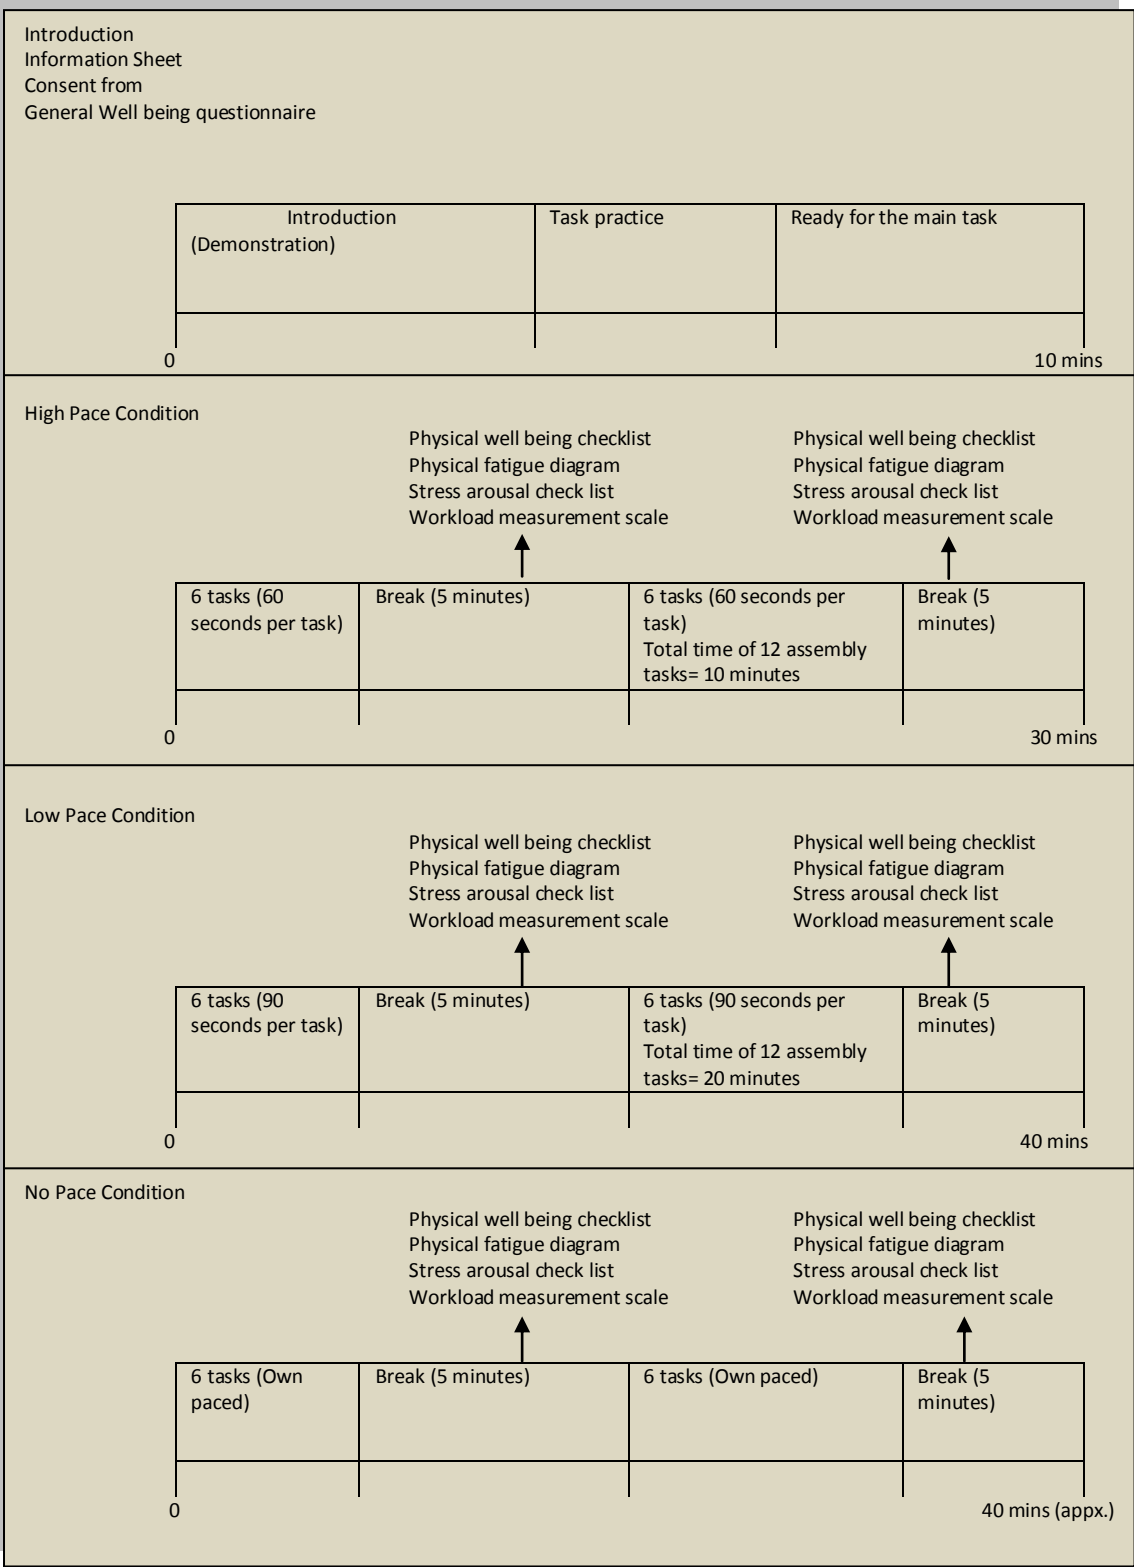 Introduction
Information Sheet
Consent from
General Well being questionnaire
Introduction
(Demonstration)
Task practice
Ready for the main task
0
10 mins
High Pace Condition
Physical well being checklist
Physical fatigue diagram
Stress arousal check list
Workload measurement scale
Physical well being checklist
Physical fatigue diagram
Stress arousal check list
Workload measurement scale
6 tasks (60
seconds per task)
Break (5 minutes)
6 tasks (60 seconds per
task)
Total time of 12 assembly
tasks= 10 minutes
Break (5
minutes)
0
30 mins
Low Pace Condition
Physical well being checklist
Physical fatigue diagram
Stress arousal check list
Workload measurement scale
Physical well being checklist
Physical fatigue diagram
Stress arousal check list
Workload measurement scale
6 tasks (90
seconds per task)
Break (5 minutes)
6 tasks (90 seconds per
task)
Total time of 12 assembly
tasks= 20 minutes
Break (5
minutes)
0
40 mins
No Pace Condition
Physical well being checklist
Physical fatigue diagram
Stress arousal check list
Workload measurement scale
Physical well being checklist
Physical fatigue diagram
Stress arousal check list
Workload measurement scale
6 tasks (Own
paced)
Break (5 minutes)
6 tasks (Own paced)
Break (5
minutes)
0
40 mins (appx.)